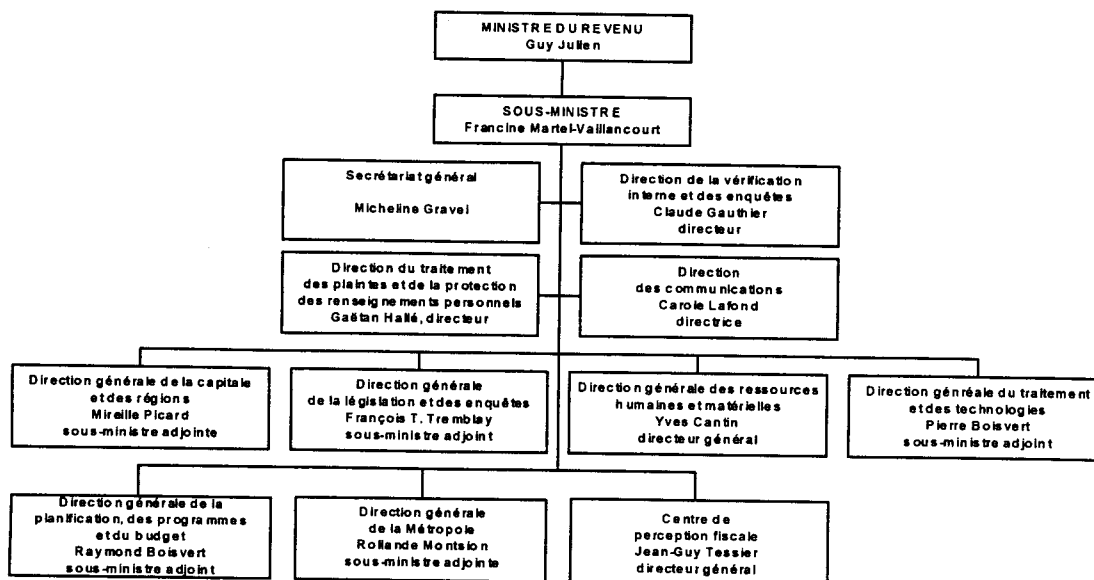 MINISTRE DU REVENU
Guy Julien
SOUS-MINISTRE
Francine Martel-Vaillancourt
Secrétariat général
Micheline Gravel
Direction de la vérification
interne et des enquêtes
Claude Gauthier
directeur
Direction du traitement
des plaintes et de la protection
des renseignements personnels
Gaëtan Hallé, directeur
Direction
des communications
Carole Lafond
directrice
Direction générale de la capitale
et des régions
Mireille Picard
sous-ministre adjointe
Direction générale
de la législation et des enquêtes
François T. Tremblay
sous-ministre adjoint
Direction générale des ressources
humaines et matérielles
Yves Cantin
directeur général
Direction genréale du traitement
et des technologies
Pierre Boisvert
sous-ministre adjoint
Direction générale de la
planification, des programmes
et du budget
Raymond Boisvert
sous-ministre adjoint
Direction générale
de la Métropole
Rollande Montsion
sous-ministre adjointe
Centre de
perception fiscale
Jean-Guy Tessier
directeur général